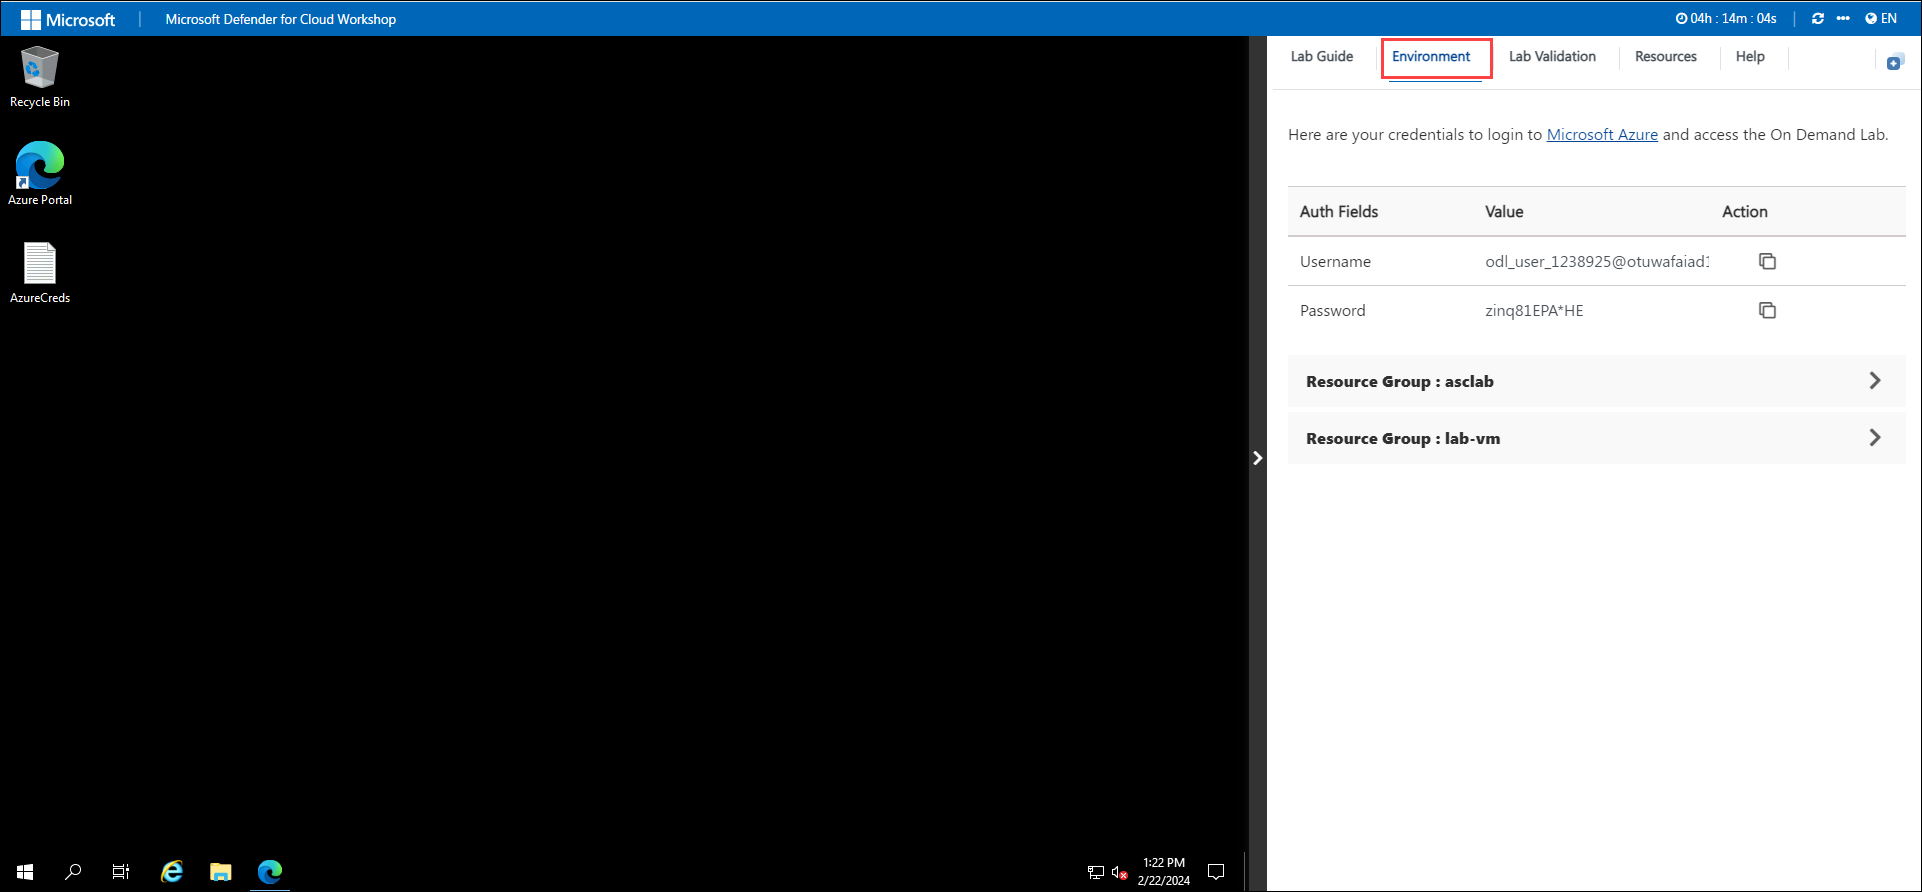 Microsoft | Microsoft Defender for Cloud Workshop
04h : 14m : 04s
EN
Recycle Bin
Azure Portal
AzureCreds
Lab Guide
Environment
Lab Validation
Resources
Help
Here are your credentials to login to Microsoft Azure and access the On Demand Lab.
Auth Fields Value Action
Username odl_user_1238925@otuwafaiad1
Password zinq81EPA*HE
Resource Group : asclab
Resource Group : lab-vm
1:22 PM
2/22/2024